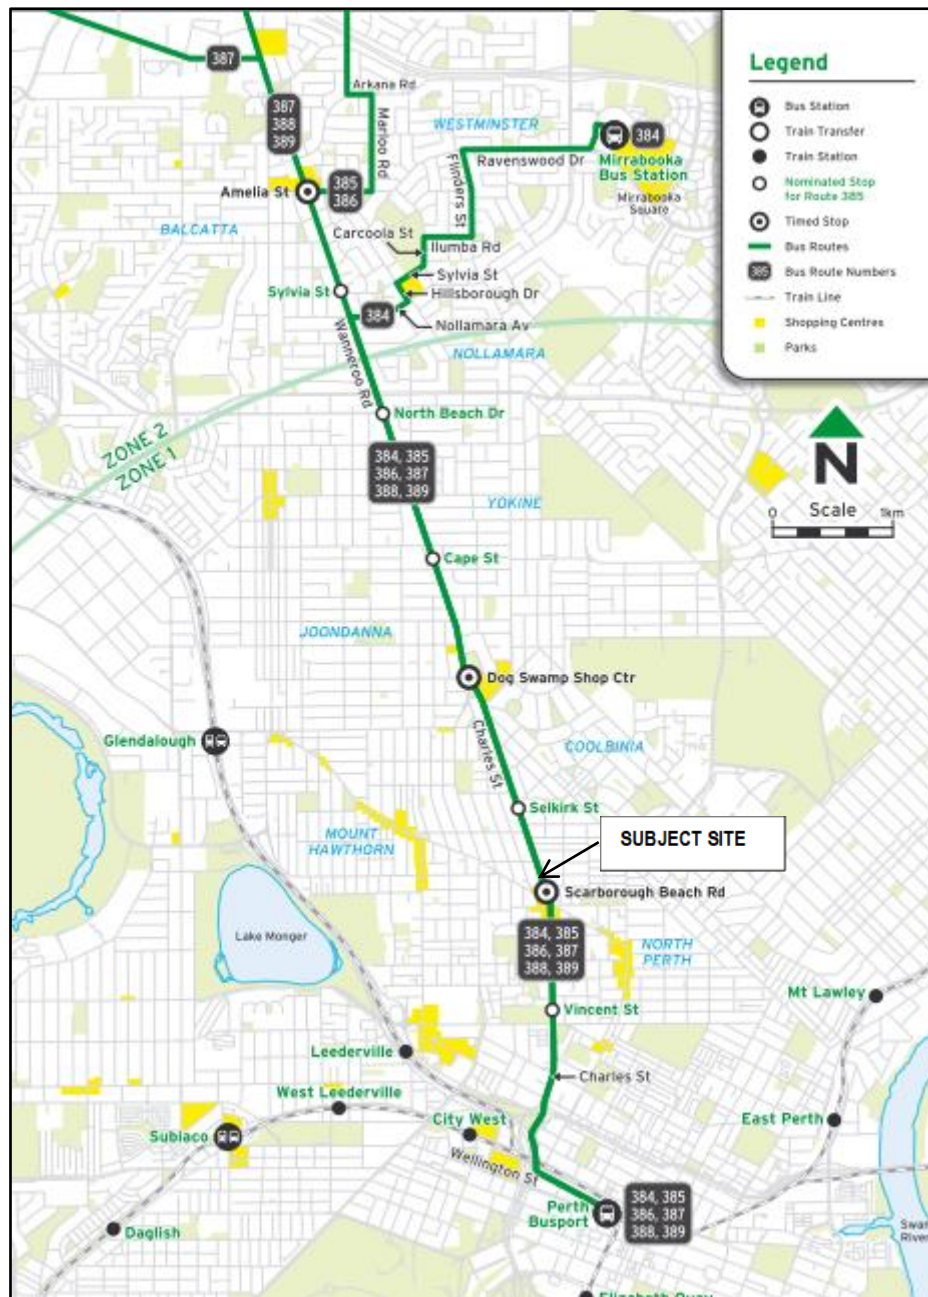 387
387
388
389
Arkana Rd
Marloo Rd
WESTMINSTER
384
Ravenswood Dr
Mirrabooka
Bus Station
Mirrabooka
Square
Flinders St
Amelia St
385
386
BALCATTA
Carcoola St
Ilumba Rd
Sylvia St
Hillsborough Dr
Sylvia St
384
Nollamara Av
NOLLAMARA
Wanneroo Rd
North Beach Dr
ZONE 2
ZONE 1
384, 385
386, 387
388, 389
YOKINE
Cape St
JOONDANNA
Dog Swamp Shop Ctr
Glendalough
Charles St
COOLBINIA
Selkirk St
MOUNT
HAWTHORN
SUBJECT SITE
Scarborough Beach Rd
Lake Monger
384, 385
386, 387
388, 389
NORTH
PERTH
Mt Lawley
Vincent St
Leederville
Charles St
West Leederville
City West
East Perth
Subiaco
Wellington St
Perth
Busport
384, 385
386, 387
388, 389
Daglish
Swan
River
Elizabeth Quay
Legend
Bus Station
Train Transfer
Train Station
Nominated Stop
for Route 385
Timed Stop
Bus Routes
385
Bus Route Numbers
Train Line
Shopping Centres
Parks
N
Scale
0
1km